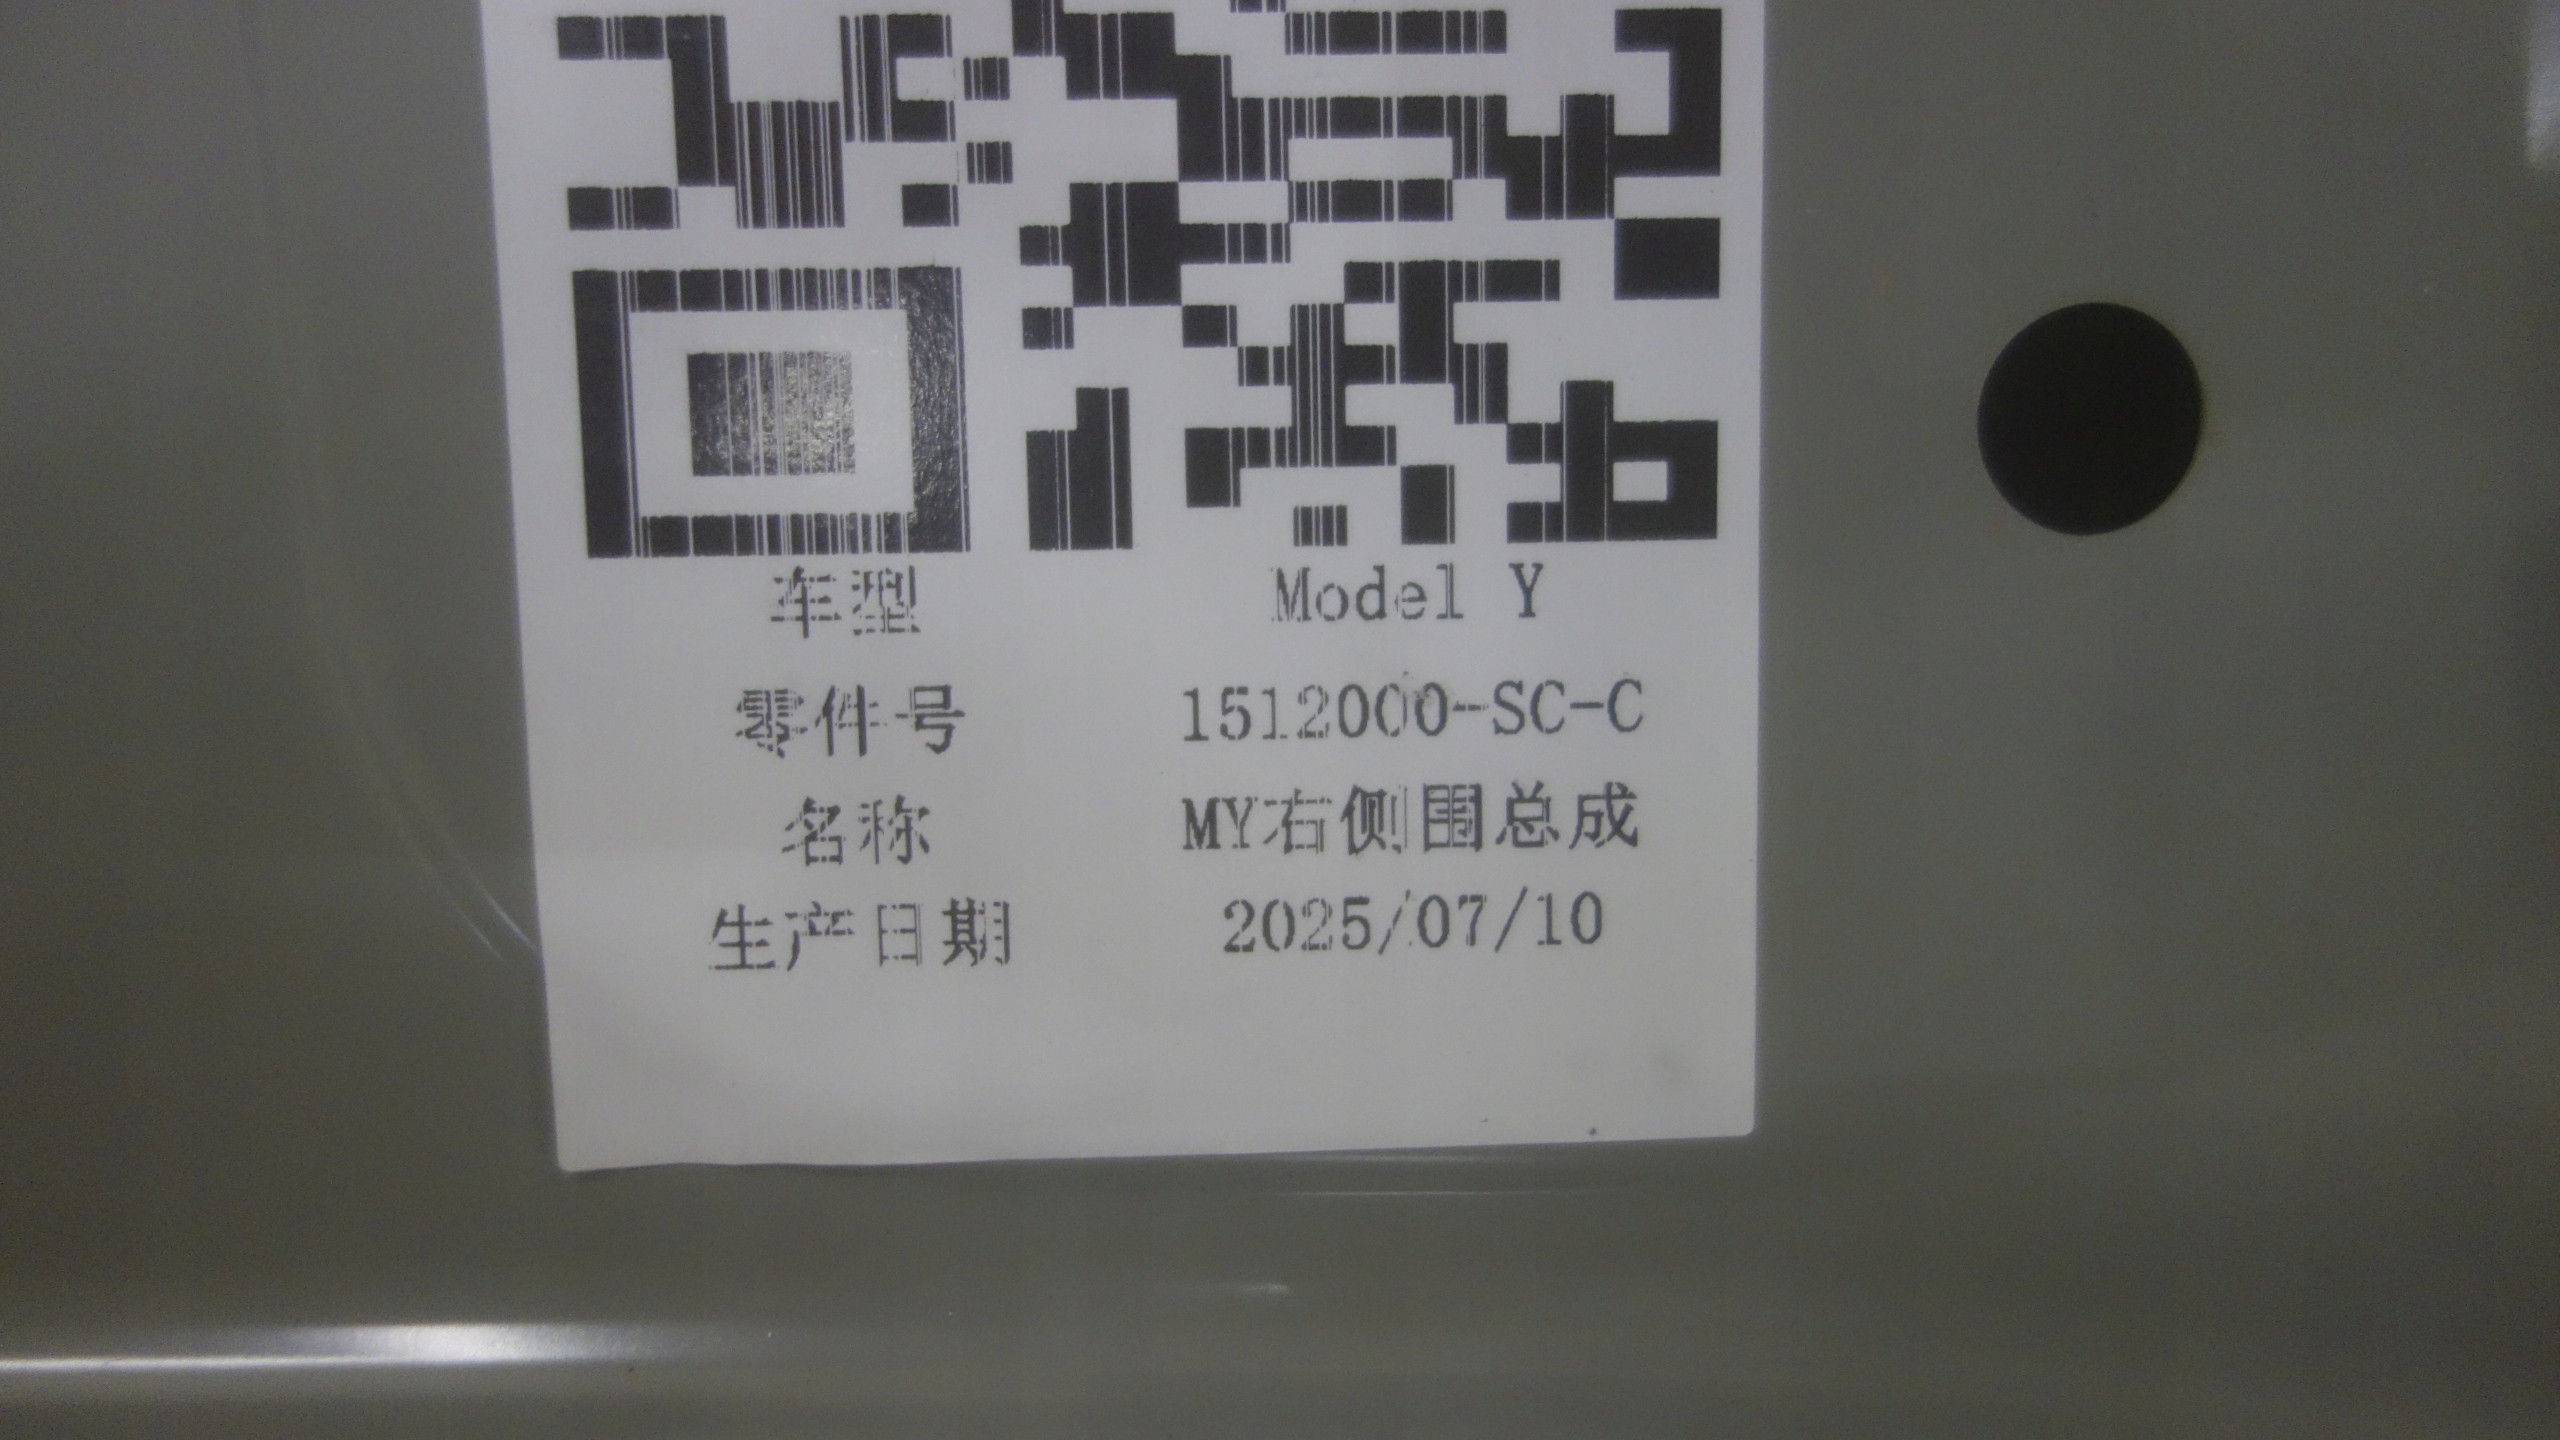 车型 Model Y
零件号 1512000-SC-C
名称 MY右侧围总成
生产日期 2025/07/10